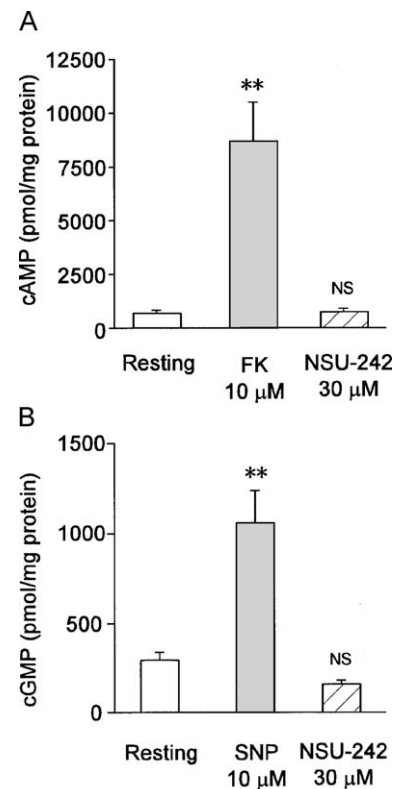 A
cAMP (pmol/mg protein)
12500
10000
7500
5000
2500
0
**
NS
Resting FK NSU-242
10 μM 30 μM
B
cGMP (pmol/mg protein)
1500
1000
500
0
**
NS
Resting SNP NSU-242
10 μM 30 μM